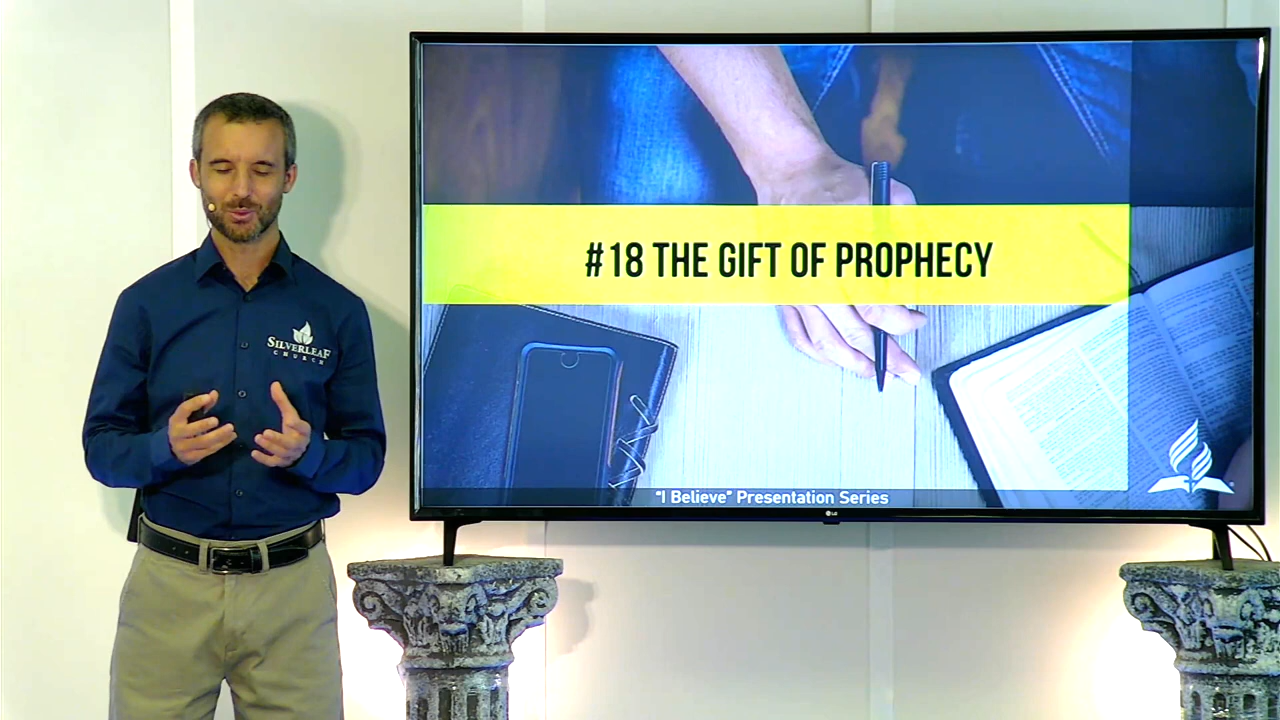 SILVERLEAF
CHURCH
#18 THE GIFT OF PROPHECY
"I Believe" Presentation Series
LG